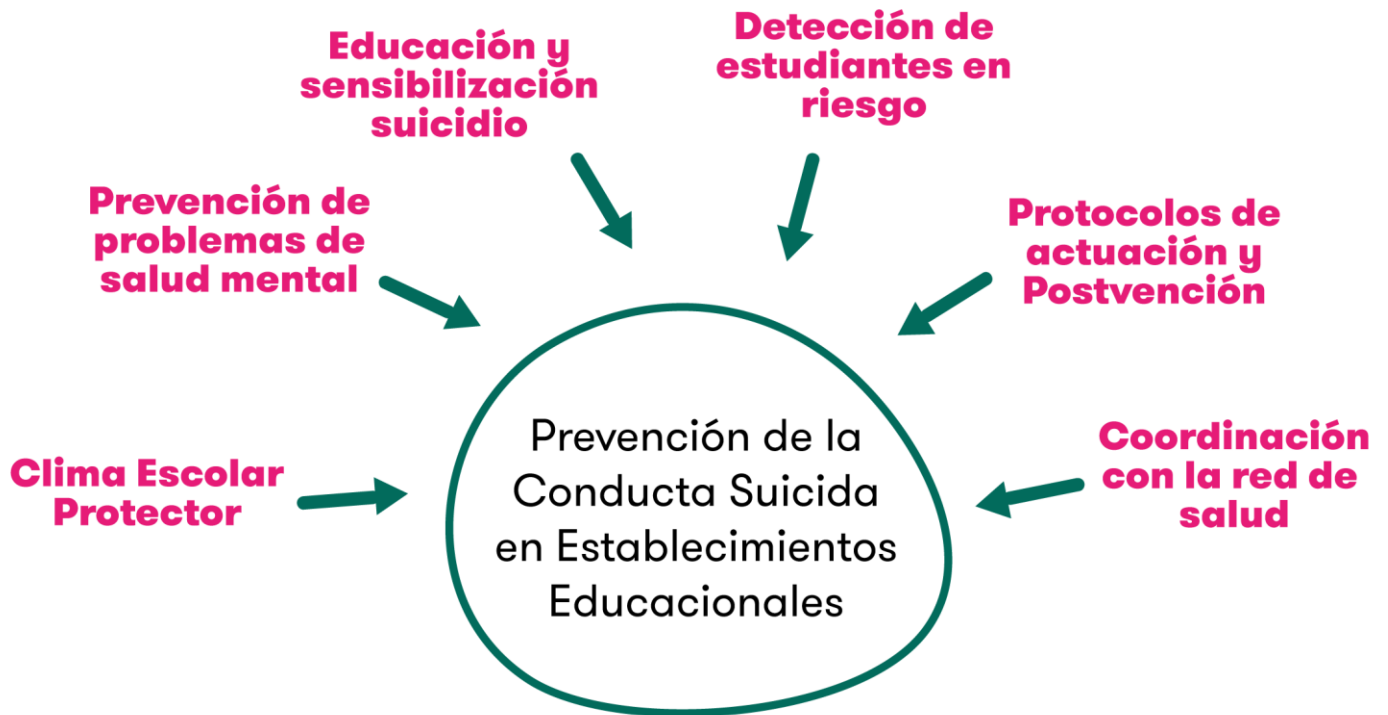 Educación y
sensibilización
suicidio
Detección de
estudiantes en
riesgo
Prevención de
problemas de
salud mental
Protocolos de
actuación y
Postvención
Clima Escolar
Protector
Prevención de la
Conducta Suicida
en Establecimientos
Educacionales
Coordinación
con la red de
salud